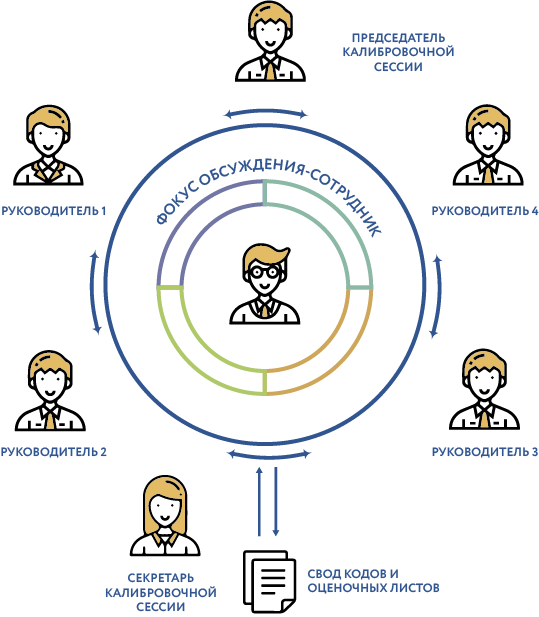 ПРЕДСЕДАТЕЛЬ
КАЛИБРОВОЧНОЙ
СЕССИИ
ФОКУС ОБСУЖДЕНИЯ-СОТРУДНИК
РУКОВОДИТЕЛЬ 1
РУКОВОДИТЕЛЬ 4
РУКОВОДИТЕЛЬ 2
РУКОВОДИТЕЛЬ 3
СЕКРЕТАРЬ
КАЛИБРОВОЧНОЙ
СЕССИИ
СВОД КОДОВ И
ОЦЕНОЧНЫХ ЛИСТОВ